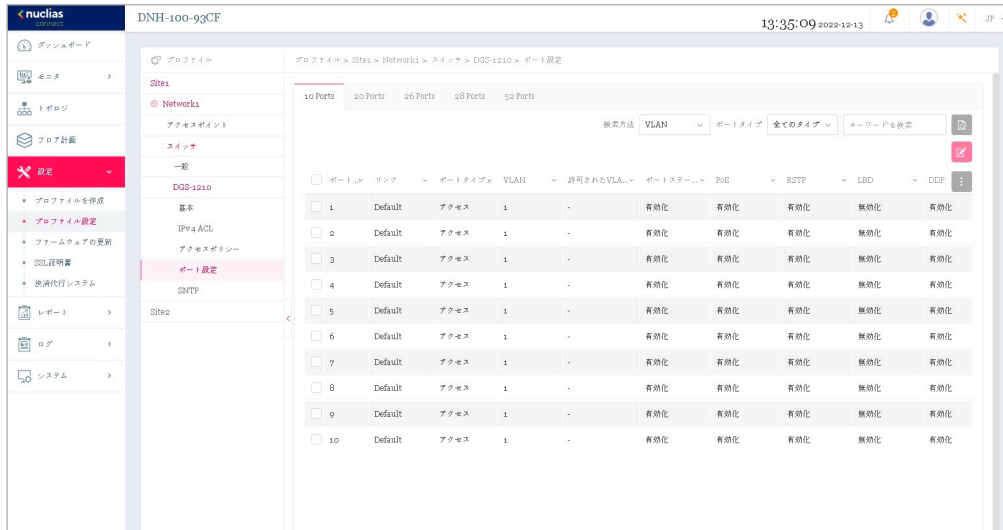 nuclias
connect
DNH-100-93CF
13:35:09 2022-12-13
2
JP
ダッシュボード
モニタ
トポロジ
フロア計画
設定
プロファイルを作成
プロファイル設定
ファームウェアの更新
SSL証明書
決済代行システム
レポート
ログ
システム
プロファイル
Site1
Network1
アクセスポイント
スイッチ
一般
DGS-1210
基本
IPv4 ACL
アクセスポリシー
ポート設定
SNTP
Site2
プロファイル > Site1 > Network1 > スイッチ > DGS-1210 > ポート設定
10 Ports 20 Ports 26 Ports 28 Ports 52 Ports
検索方法 VLAN ポートタイプ 全てのタイプ キーワードを検索
ポート ... リンク ポートタイプ VLAN 許可されたVLA... ポートステー... PoE RSTP LBD DDP
1 Default アクセス 1 - 有効化 有効化 有効化 無効化 有効化
2 Default アクセス 1 - 有効化 有効化 有効化 無効化 有効化
3 Default アクセス 1 - 有効化 有効化 有効化 無効化 有効化
4 Default アクセス 1 - 有効化 有効化 有効化 無効化 有効化
5 Default アクセス 1 - 有効化 有効化 有効化 無効化 有効化
6 Default アクセス 1 - 有効化 有効化 有効化 無効化 有効化
7 Default アクセス 1 - 有効化 有効化 有効化 無効化 有効化
8 Default アクセス 1 - 有効化 有効化 有効化 無効化 有効化
9 Default アクセス 1 - 有効化 有効化 有効化 無効化 有効化
10 Default アクセス 1 - 有効化 有効化 有効化 無効化 有効化